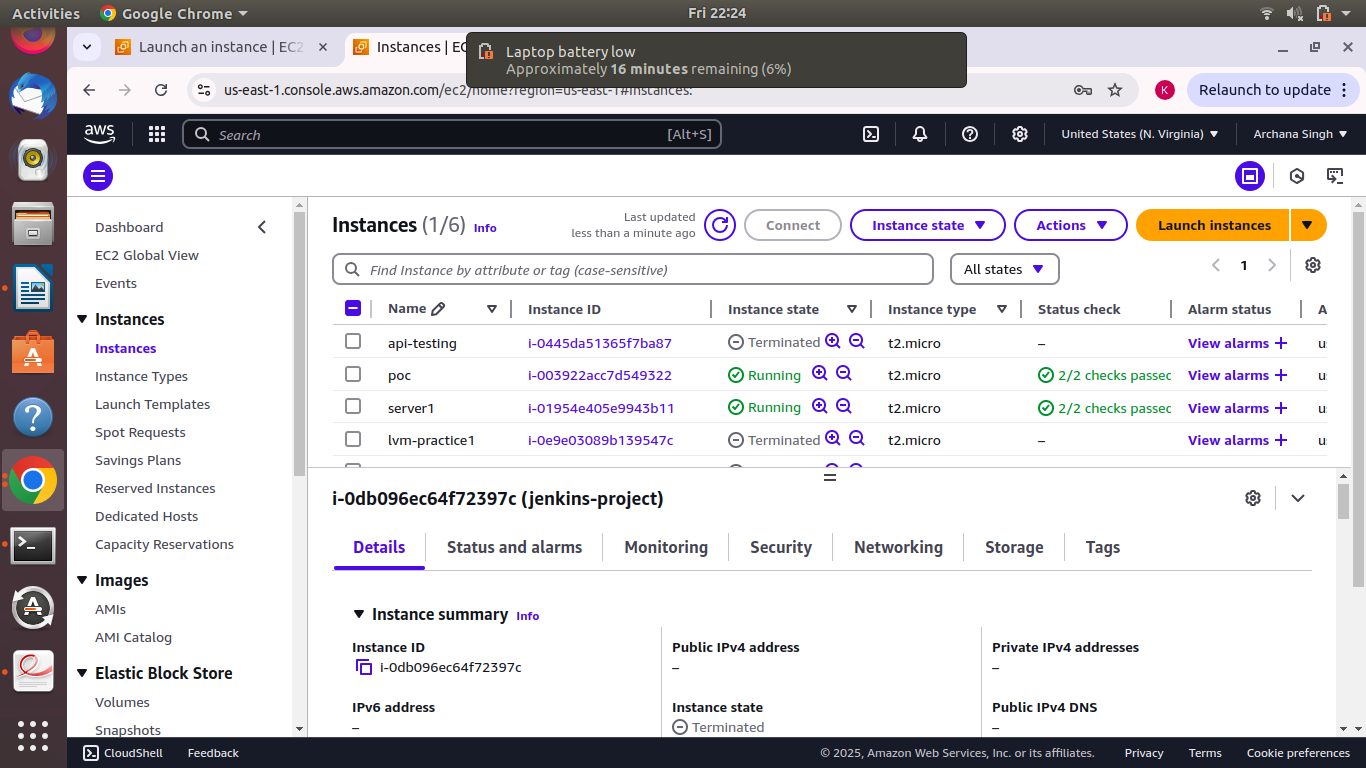 Activities
Google Chrome
Fri 22:24
Launch an instance | EC2
Instances | EC
Laptop battery low
Approximately 16 minutes remaining (6%)
us-east-1.console.aws.amazon.com/ec2/home?region=us-east-1#Instances:
K
Relaunch to update
aws
Search
[Alt+S]
United States (N. Virginia)
Archana Singh
Dashboard
EC2 Global View
Events
Instances
Instances
Instance Types
Launch Templates
Spot Requests
Savings Plans
Reserved Instances
Dedicated Hosts
Capacity Reservations
Images
AMIs
AMI Catalog
Elastic Block Store
Volumes
Snapshots
Instances (1/6) Info
Last updated
less than a minute ago
Connect
Instance state
Actions
Launch instances
Find Instance by attribute or tag (case-sensitive)
All states
1
Name Instance ID Instance state Instance type Status check Alarm status A
api-testing i-0445da51365f7ba87 Terminated t2.micro – View alarms + u
poc i-003922acc7d549322 Running t2.micro 2/2 checks passed View alarms + u
server1 i-01954e405e9943b11 Running t2.micro 2/2 checks passed View alarms + u
lvm-practice1 i-0e9e03089b139547c Terminated t2.micro – View alarms + u
i-0db096ec64f72397c (jenkins-project)
Details
Status and alarms
Monitoring
Security
Networking
Storage
Tags
Instance summary Info
Instance ID
i-0db096ec64f72397c
Public IPv4 address
–
Private IPv4 addresses
–
IPv6 address
–
Instance state
Terminated
Public IPv4 DNS
–
CloudShell
Feedback
© 2025, Amazon Web Services, Inc. or its affiliates.
Privacy
Terms
Cookie preferences